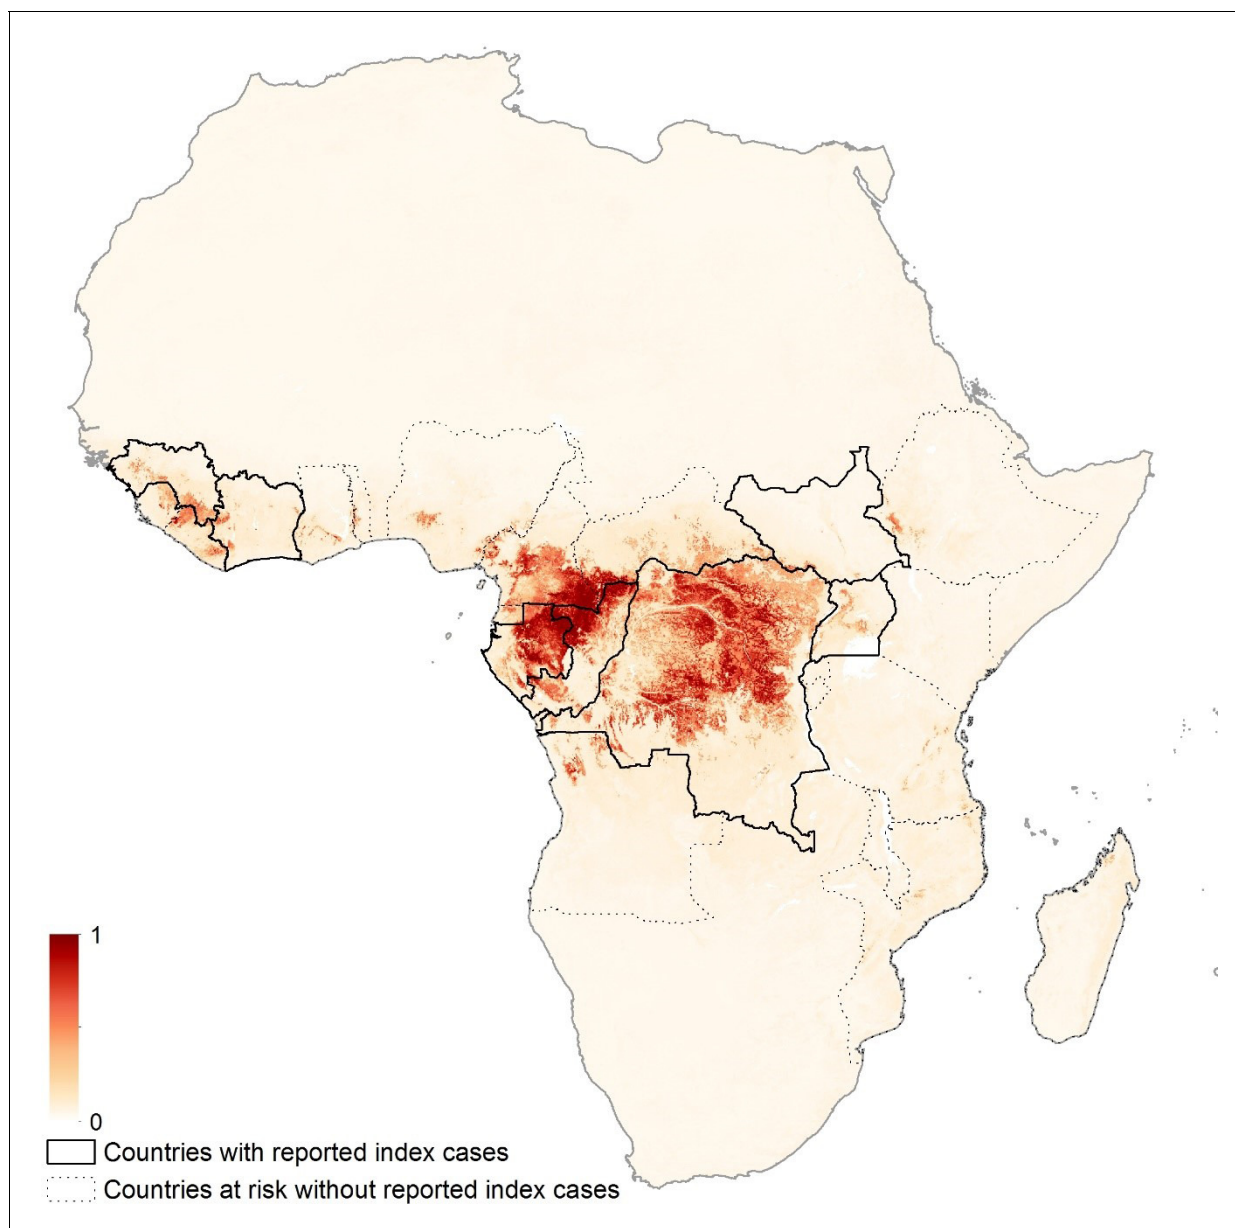 1
0
Countries with reported index cases
Countries at risk without reported index cases